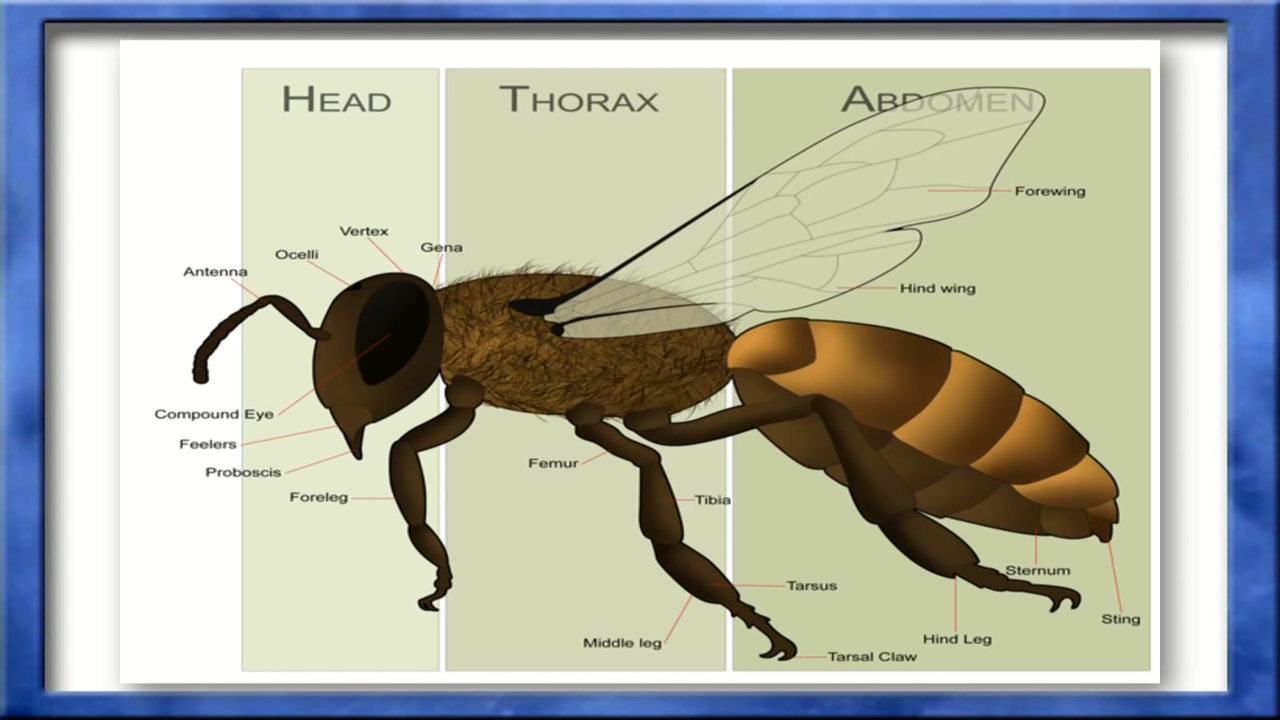 HEAD
THORAX
ABDOMEN
Forewing
Vertex
Gena
Ocelli
Antenna
Hind wing
Compound Eye
Feelers
Proboscis
Femur
Foreleg
Tibia
Sternum
Tarsus
Sting
Hind Leg
Middle leg
Tarsal Claw